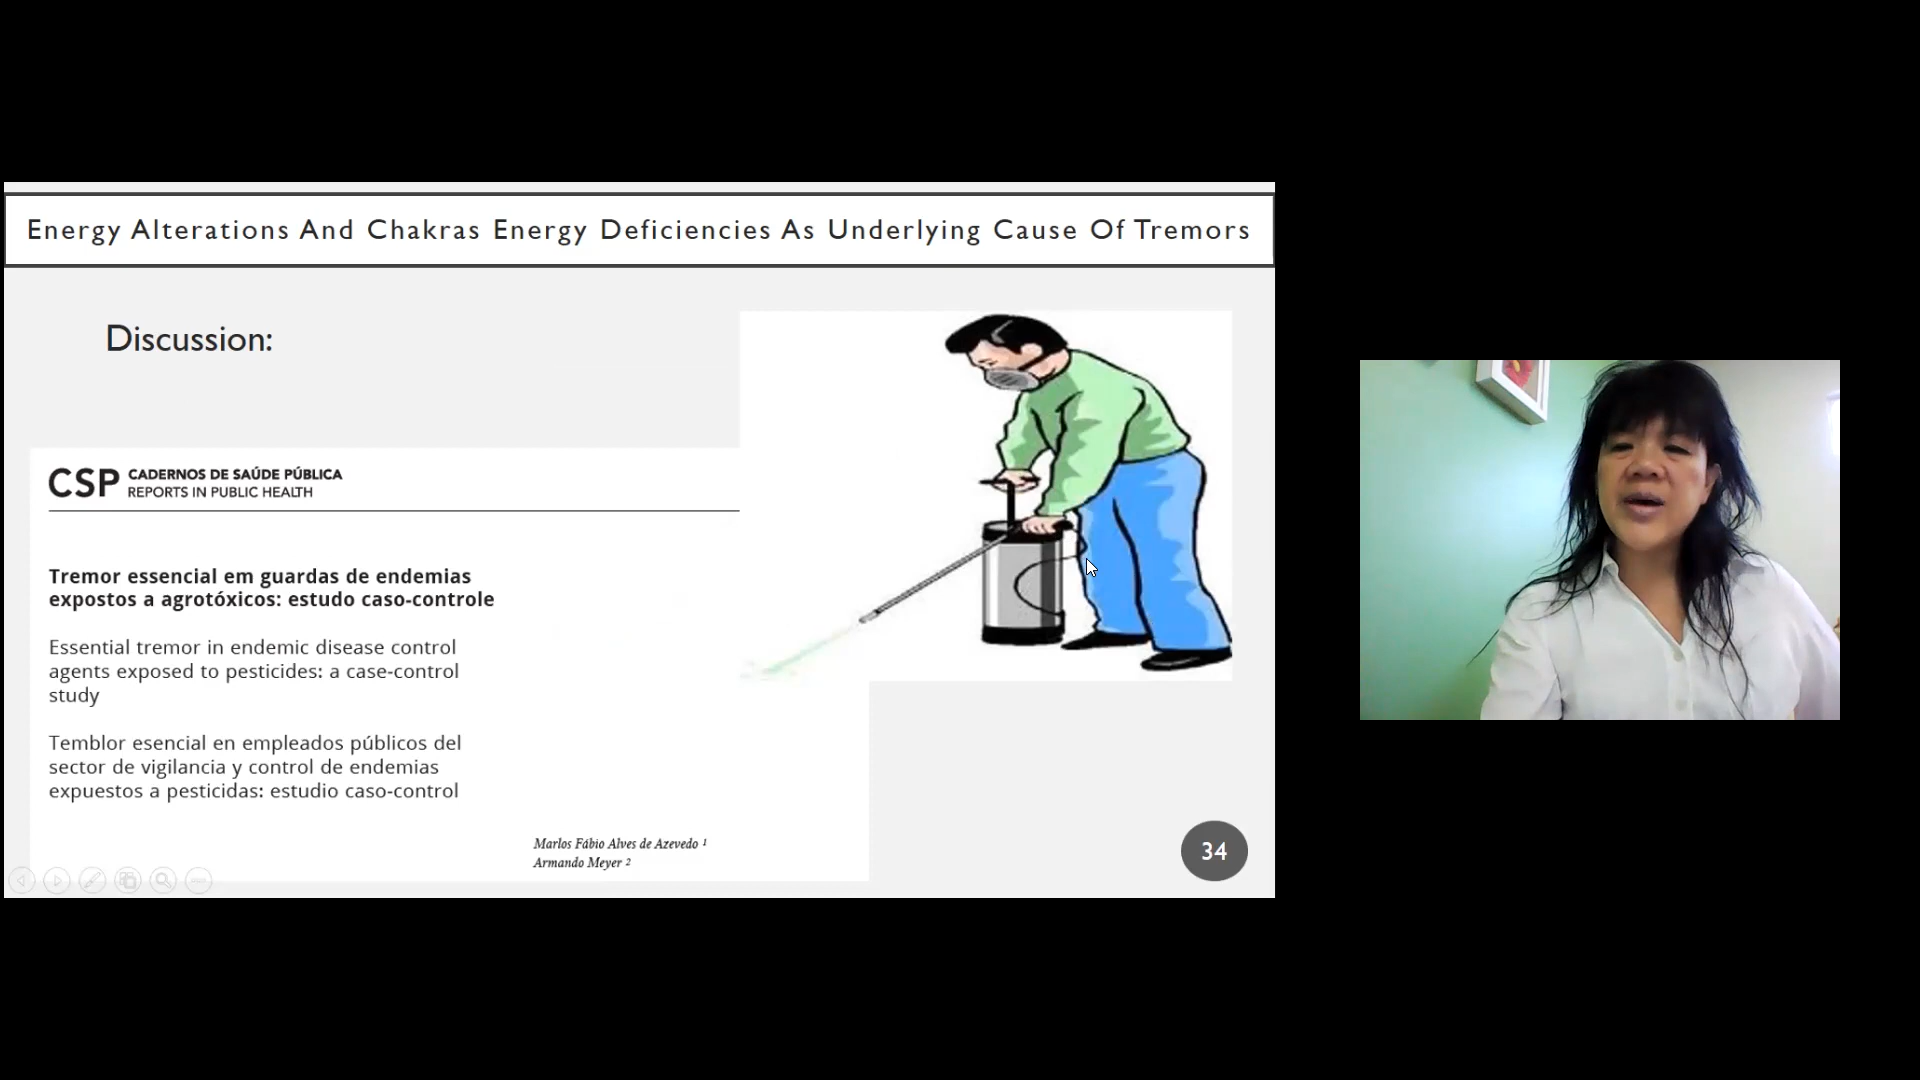 Energy Alterations And Chakras Energy Deficiencies As Underlying Cause Of Tremors
Discussion:
CSP CADERNOS DE SAÚDE PÚBLICA
REPORTS IN PUBLIC HEALTH
Tremor essencial em guardas de endemias
expostos a agrotóxicos: estudo caso-controle
Essential tremor in endemic disease control
agents exposed to pesticides: a case-control
study
Temblor esencial en empleados públicos del
sector de vigilancia y control de endemias
expuestos a pesticidas: estudio caso-control
Marlos Fábio Alves de Azevedo 1
Armando Meyer 2
34